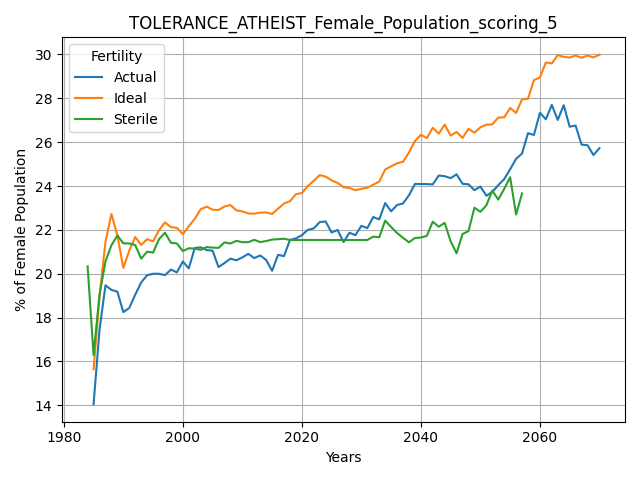 TOLERANCE_ATHEIST_Female_Population_scoring_5
Fertility
Actual
Ideal
Sterile
% of Female Population
30
28
26
24
22
20
18
16
14
1980
2000
2020
2040
2060
Years